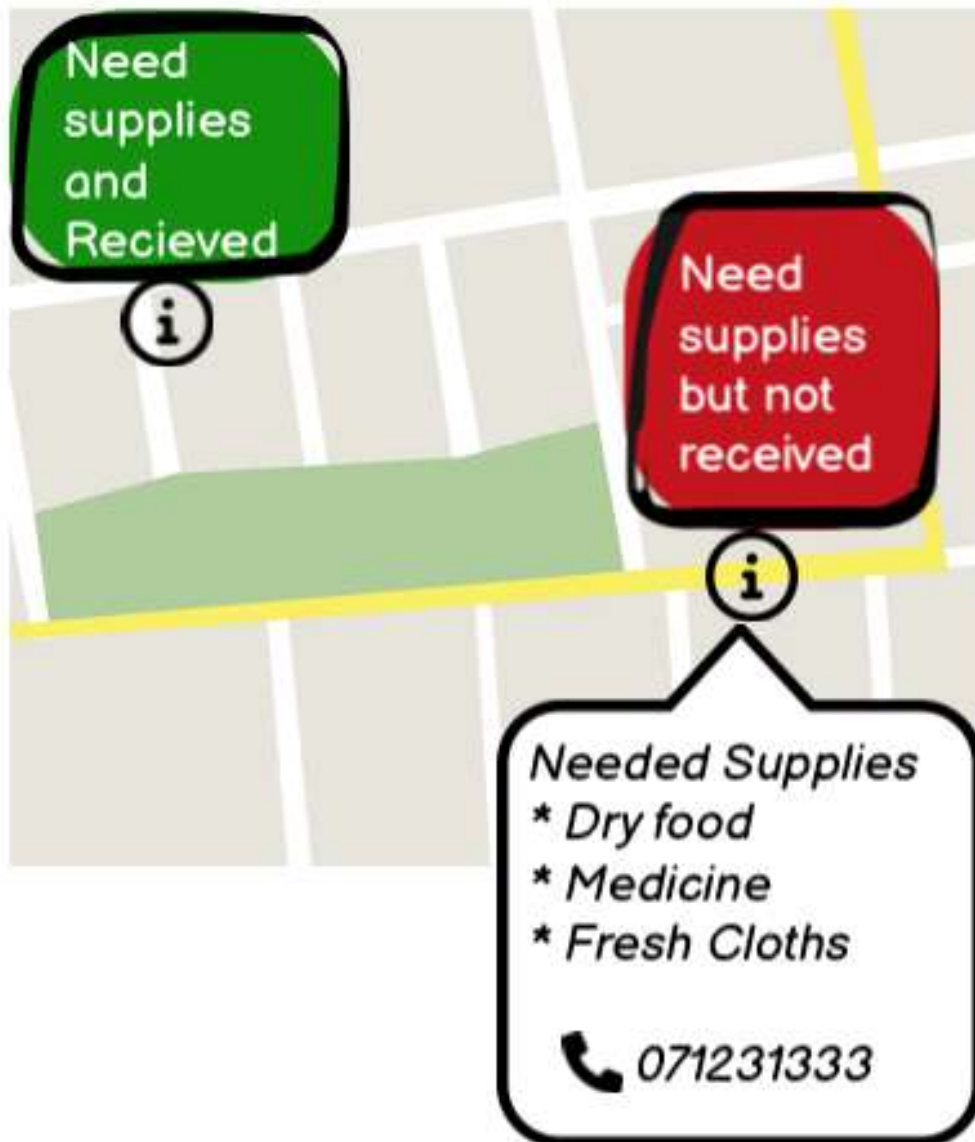 Need
supplies
and
Recieved
i
Need
supplies
but not
received
i
Needed Supplies
* Dry food
* Medicine
* Fresh Cloths
071231333